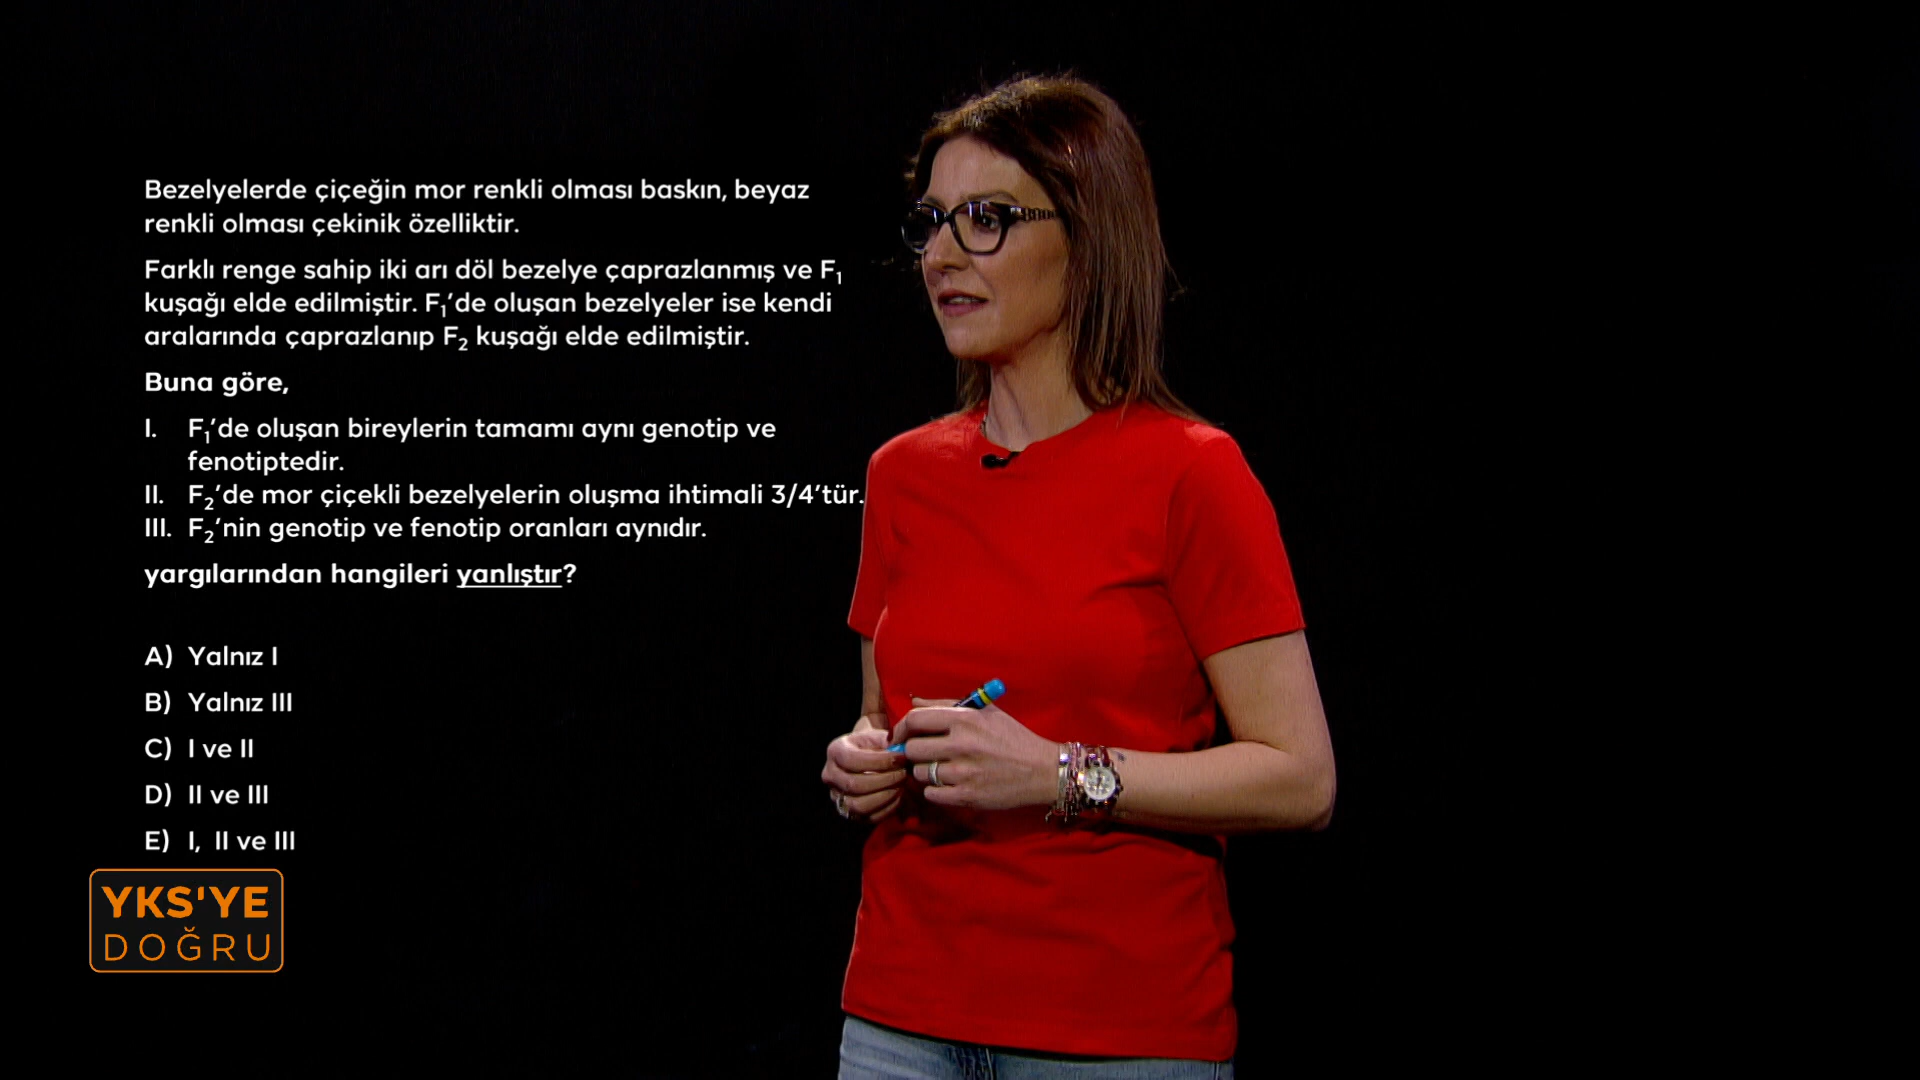 Bezelyelerde çiçeğin mor renkli olması baskın, beyaz
renkli olması çekinik özelliktir.
Farklı renge sahip iki arı döl bezelye çaprazlanmış ve F₁
kuşağı elde edilmiştir. F₁'de oluşan bezelyeler ise kendi
aralarında çaprazlanıp F₂ kuşağı elde edilmiştir.
Buna göre,
I. F₁'de oluşan bireylerin tamamı aynı genotip ve
fenotiptedir.
II. F₂'de mor çiçekli bezelyelerin oluşma ihtimali 3/4'tür.
III. F₂'nin genotip ve fenotip oranları aynıdır.
yargılarından hangileri yanlıştır?
A) Yalnız I
B) Yalnız III
C) I ve II
D) II ve III
E) I, II ve III
YKS'YE
DOĞRU